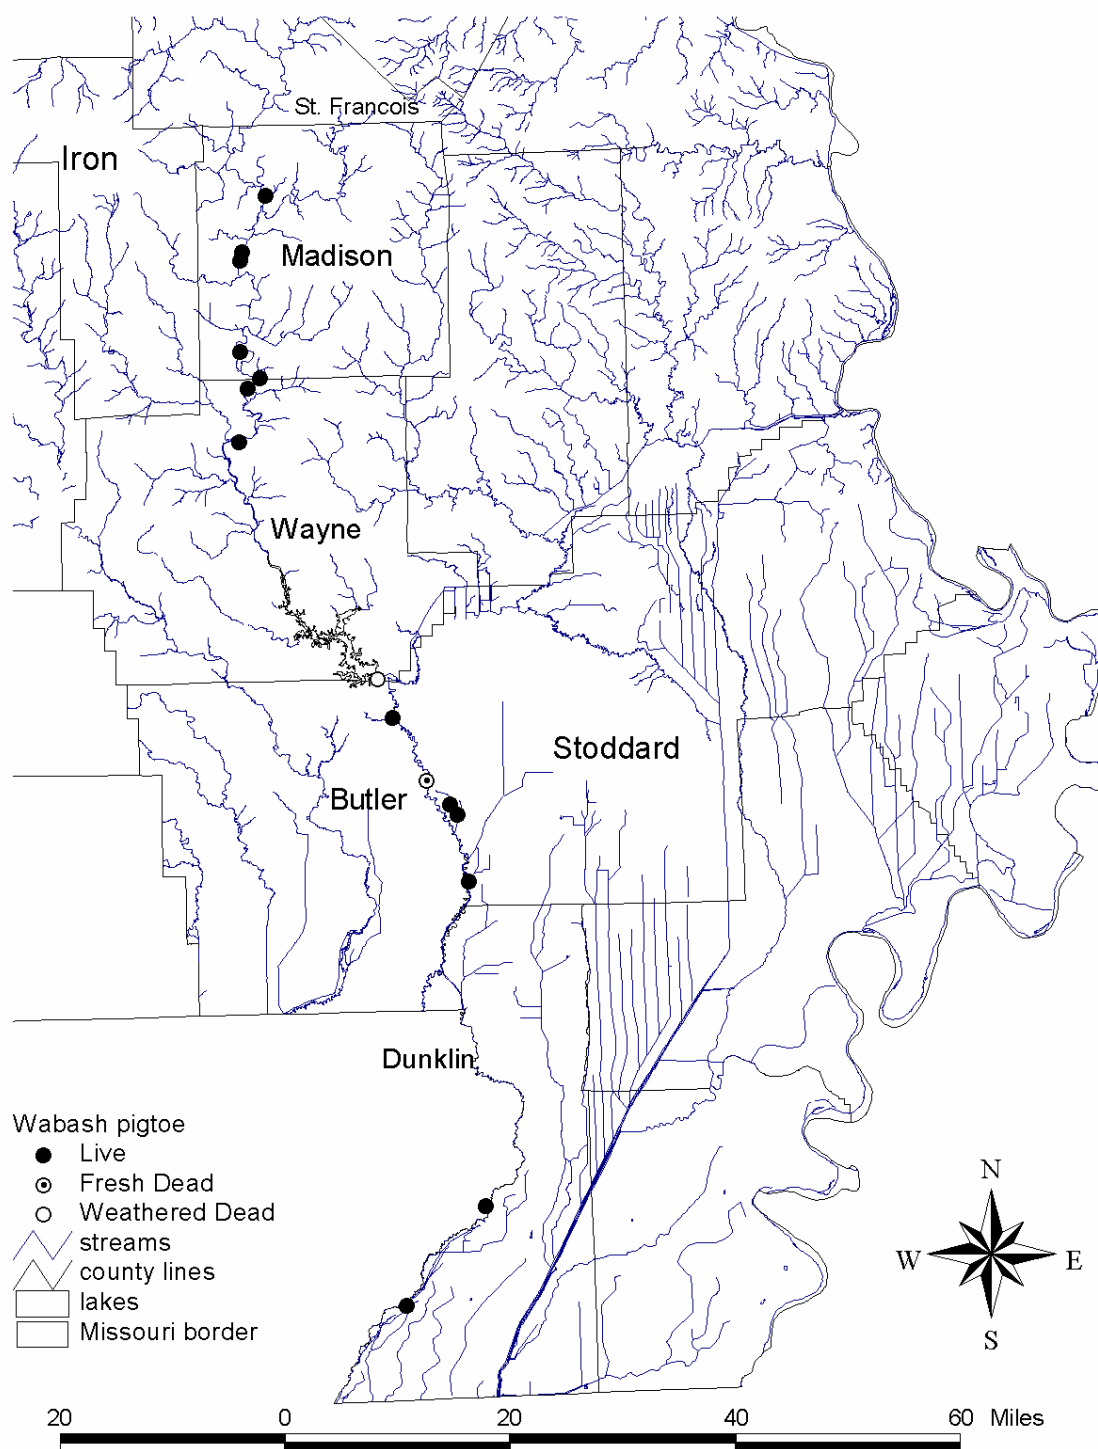 St. Francois
Iron
Madison
Wayne
Stoddard
Butler
Dunklin
Wabash pigtoe
Live
Fresh Dead
Weathered Dead
streams
county lines
lakes
Missouri border
N
W E
S
20 0 20 40 60 Miles